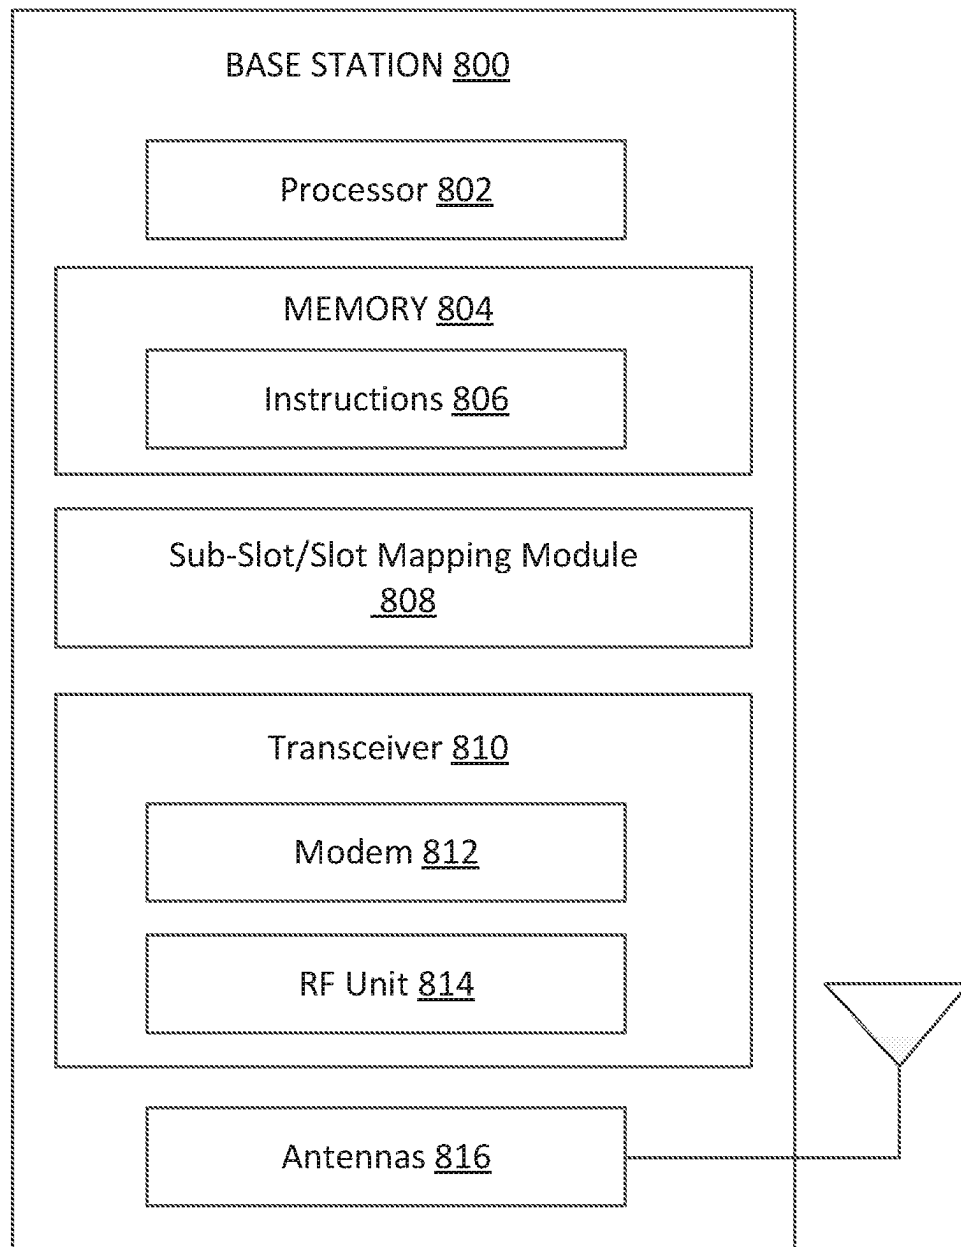 BASE STATION 800
Processor 802
MEMORY 804
Instructions 806
Sub-Slot/Slot Mapping Module
808
Transceiver 810
Modem 812
RF Unit 814
Antennas 816